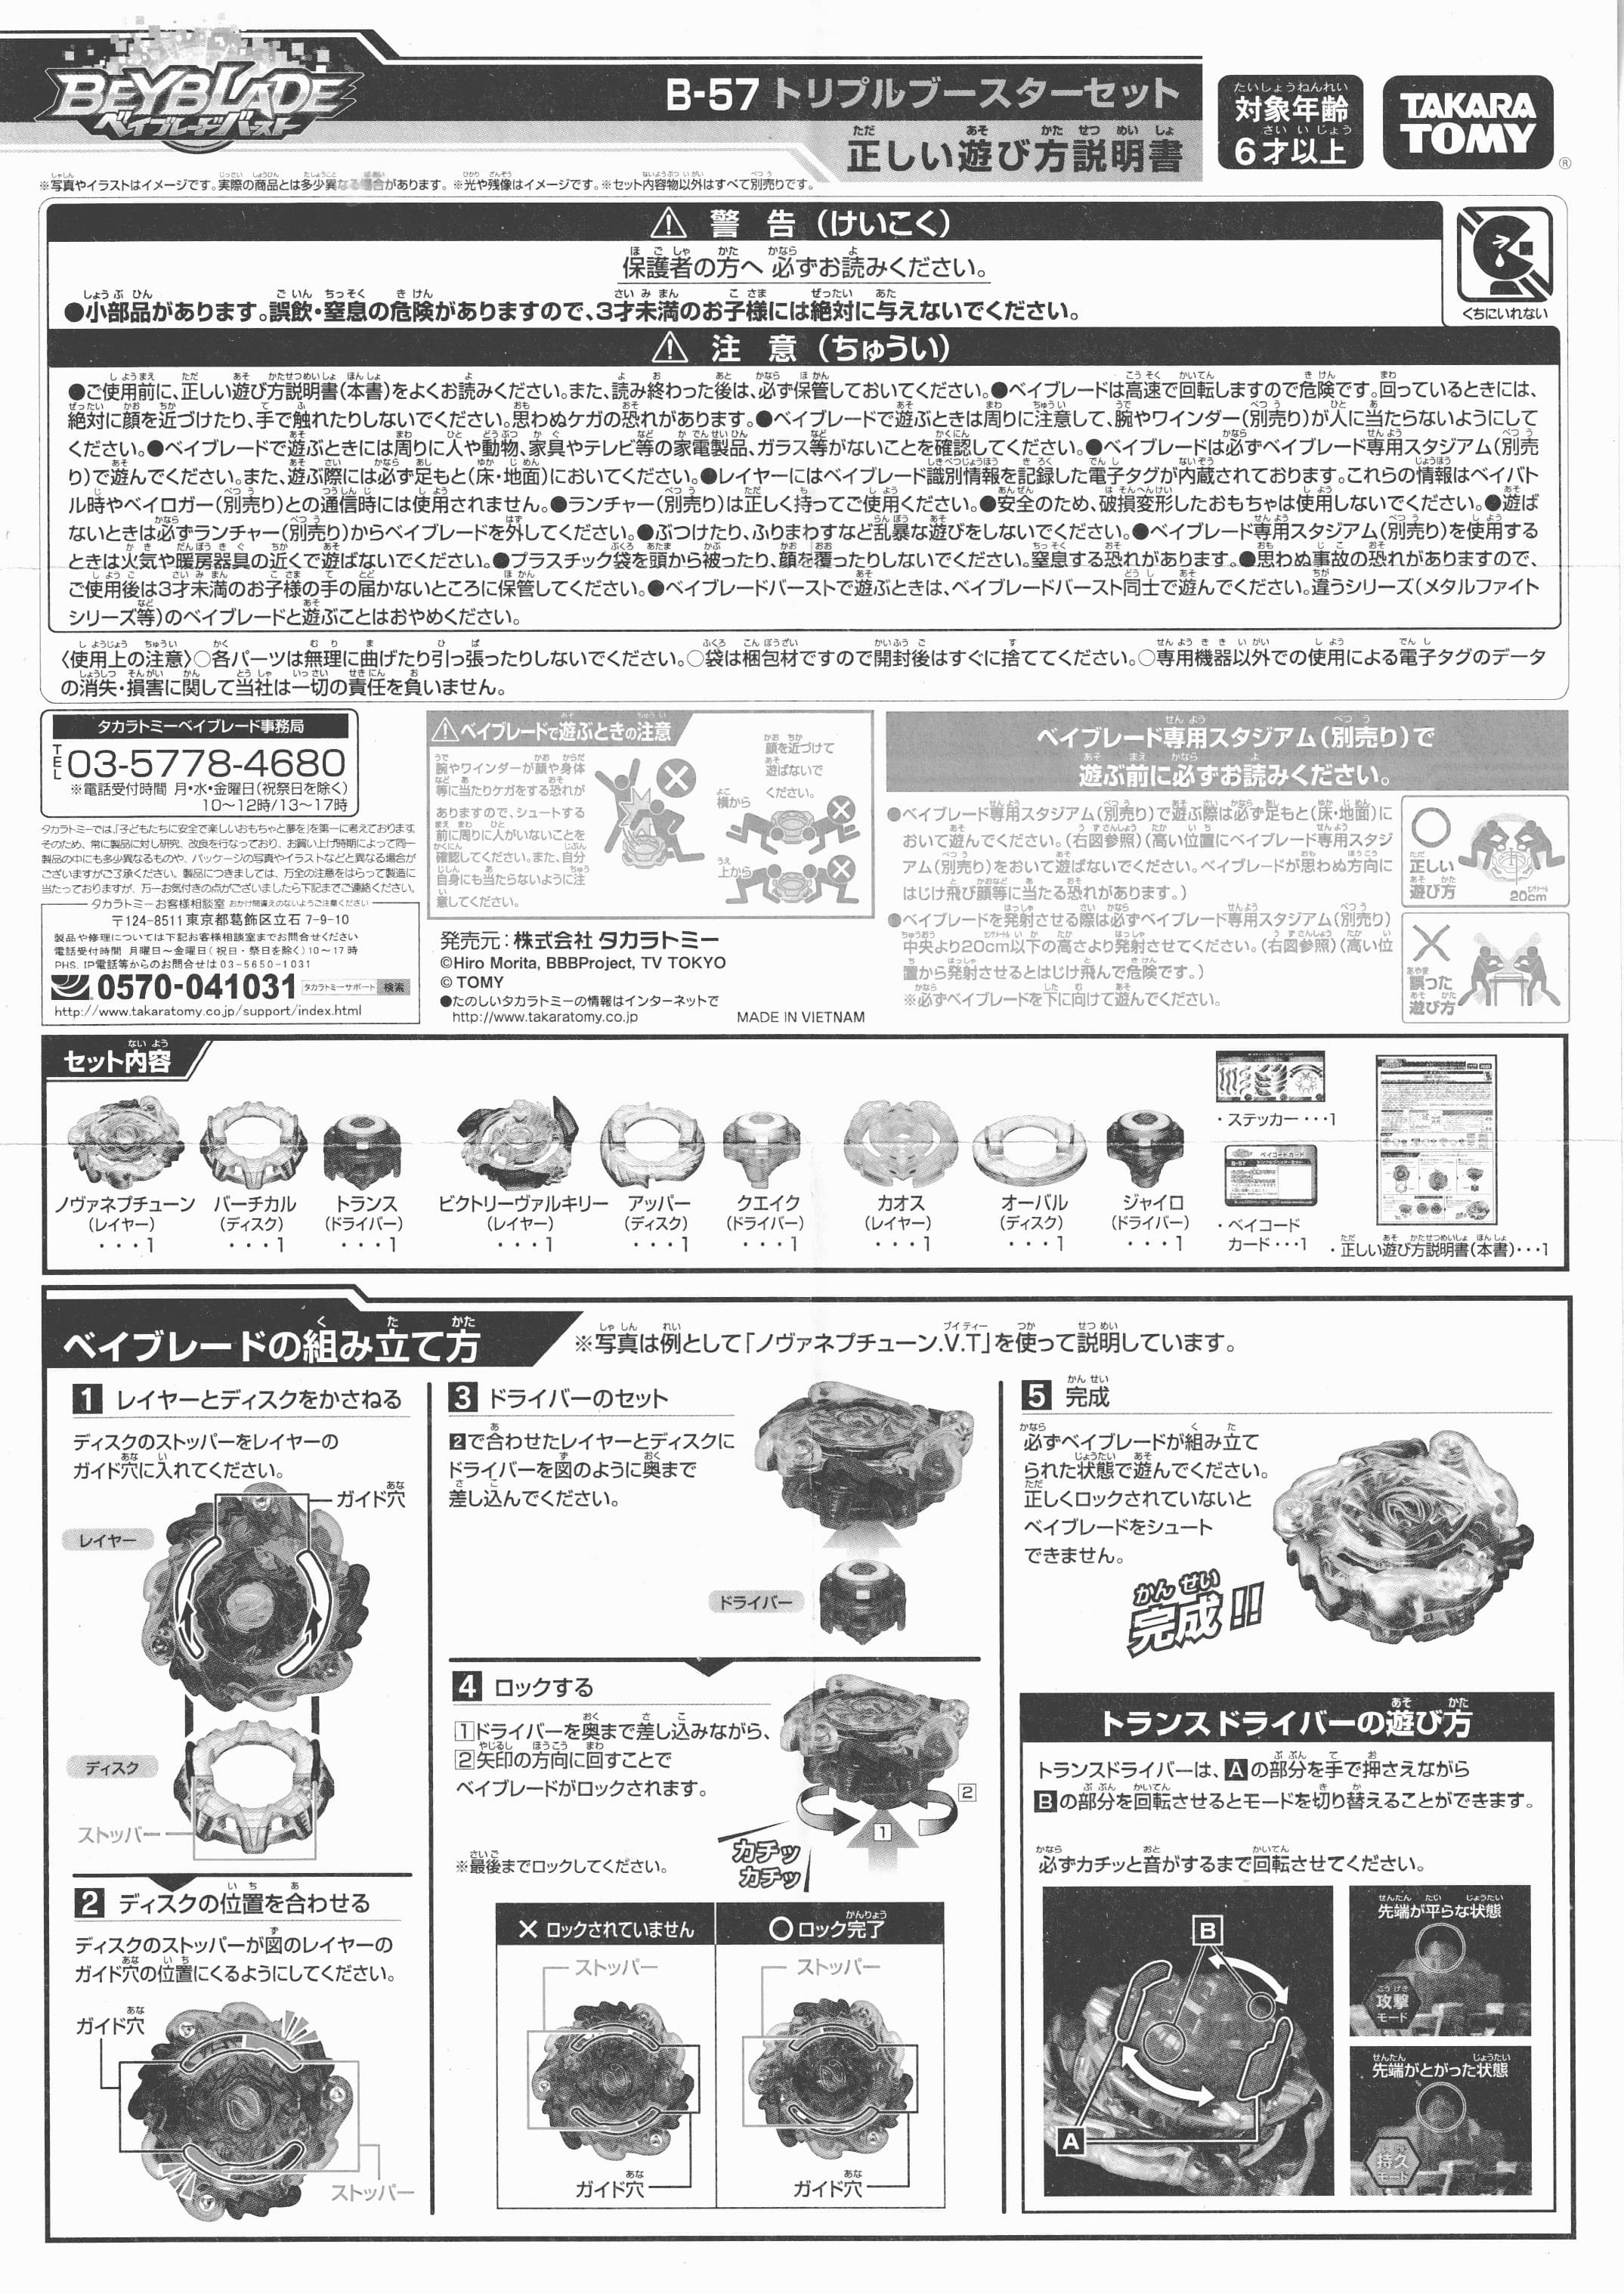 BEYBLADE
ベイブレードバースト
B-57 トリプルブースターセット
正しい遊び方説明書
対象年齢
6才以上
TAKARA
TOMY
®
※写真やイラストはイメージです。実際の商品とは多少異なる場合があります。※光や残像はイメージです。※セット内容物以外はすべて別売りです。
⚠ 警 告(けいこく)
保護者の方へ 必ずお読みください。
●小部品があります。誤飲・窒息の危険がありますので、3才未満のお子様には絶対に与えないでください。
くちにいれない
⚠ 注 意(ちゅうい)
●ご使用前に、正しい遊び方説明書(本書)をよくお読みください。また、読み終わった後は、必ず保管しておいてください。●ベイブレードは高速で回転しますので危険です。回っているときには、
絶対に顔を近づけたり、手で触れたりしないでください。思わぬケガの恐れがあります。●ベイブレードで遊ぶときは周りに注意して、腕やワインダー(別売り)が人に当たらないようにして
ください。●ベイブレードで遊ぶときには周りに人や動物、家具やテレビ等の家電製品、ガラス等がないことを確認してください。●ベイブレードは必ずベイブレード専用スタジアム(別売
り)で遊んでください。また、遊ぶ際には必ず足もと(床・地面)においてください。●レイヤーにはベイブレード識別情報を記録した電子タグが内蔵されております。これらの情報はベイバト
ル時やベイロガー(別売り)との通信時には使用されません。●ランチャー(別売り)は正しく持ってご使用ください。●安全のため、破損変形したおもちゃは使用しないでください。●遊ば
ないときは必ずランチャー(別売り)からベイブレードを外してください。●ぶつけたり、ふりまわすなど乱暴な遊びをしないでください。●ベイブレード専用スタジアム(別売り)を使用する
ときは火気や暖房器具の近くで遊ばないでください。●プラスチック袋を頭から被ったり、顔を覆ったりしないでください。窒息する恐れがあります。●思わぬ事故の恐れがありますので、
ご使用後は3才未満のお子様の手の届かないところに保管してください。●ベイブレードバーストで遊ぶときは、ベイブレードバースト同士で遊んでください。違うシリーズ(メタルファイト
シリーズ等)のベイブレードと遊ぶことはおやめください。
〈使用上の注意〉○各パーツは無理に曲げたり引っ張ったりしないでください。○袋は梱包材ですので開封後はすぐに捨ててください。○専用機器以外での使用による電子タグのデータ
の消失・損害に関して当社は一切の責任を負いません。
タカラトミーベイブレード事務局
TEL 03-5778-4680
※電話受付時間 月・水・金曜日(祝祭日を除く)
10〜12時/13〜17時
タカラトミーでは、「子どもたちに安全で楽しいおもちゃと夢を」を第一に考えております。
そのため、常に製品に対し研究、改良を行なっており、お買い上げ時期によって同一
製品の中にも多少異なるものや、パッケージの写真やイラストなどと異なる場合が
ございますがご了承ください。製品につきましては、万全の注意をはらって製造に
当たっておりますが、万一お気付きの点がございましたら下記までご連絡ください。
タカラトミーお客様相談室 おかけ間違えのないようご注意ください
〒124-8511 東京都葛飾区立石 7-9-10
製品や修理については下記お客様相談室までお問合せください
電話受付時間 月曜日〜金曜日(祝日・祭日を除く)10〜17時
PHS、IP電話等からのお問合せは 03-5650-1031
0570-041031 タカラトミーサポート 検索
http://www.takaratomy.co.jp/support/index.html
⚠ベイブレードで遊ぶときの注意
腕やワインダーが顔や身体
等に当たりケガをする恐れが
ありますので、シュートする
前に周りに人がいないことを
確認してください。また、自分
自身にも当たらないように注
意してください。
顔を近づけて
遊ばないで
ください。
横から
上から
発売元:株式会社 タカラトミー
©Hiro Morita, BBBProject, TV TOKYO
© TOMY
●たのしいタカラトミーの情報はインターネットで
http://www.takaratomy.co.jp
MADE IN VIETNAM
ベイブレード専用スタジアム(別売り)で
遊ぶ前に必ずお読みください。
●ベイブレード専用スタジアム(別売り)で遊ぶ際は必ず足もと(床・地面)に
おいて遊んでください。(右図参照)(高い位置にベイブレード専用スタジ
アム(別売り)をおいて遊ばないでください。ベイブレードが思わぬ方向に
はじけ飛び顔等に当たる恐れがあります。)
●ベイブレードを発射させる際は必ずベイブレード専用スタジアム(別売り)
中央より20cm以下の高さより発射させてください。(右図参照)(高い位
置から発射させるとはじけ飛んで危険です。)
※必ずベイブレードを下に向けて遊んでください。
正しい
遊び方
20cm
誤った
遊び方
セット内容
ノヴァネプチューン
(レイヤー)
・・・1
バーチカル
(ディスク)
・・・1
トランス
(ドライバー)
・・・1
ビクトリーヴァルキリー
(レイヤー)
・・・1
アッパー
(ディスク)
・・・1
クエイク
(ドライバー)
・・・1
カオス
(レイヤー)
・・・1
オーバル
(ディスク)
・・・1
ジャイロ
(ドライバー)
・・・1
・ステッカー・・・1
・ベイコード
カード・・・1
・正しい遊び方説明書(本書)・・・1
ベイブレードの組み立て方
※写真は例として「ノヴァネプチューン.V.T」を使って説明しています。
1 レイヤーとディスクをかさねる
ディスクのストッパーをレイヤーの
ガイド穴に入れてください。
ガイド穴
レイヤー
ディスク
ストッパー
2 ディスクの位置を合わせる
ディスクのストッパーが図のレイヤーの
ガイド穴の位置にくるようにしてください。
ガイド穴
ストッパー
3 ドライバーのセット
2で合わせたレイヤーとディスクに
ドライバーを図のように奥まで
差し込んでください。
ドライバー
4 ロックする
1ドライバーを奥まで差し込みながら、
2矢印の方向に回すことで
ベイブレードがロックされます。
2
1
カチッ
カチッ
※最後までロックしてください。
× ロックされていません
ストッパー
ガイド穴
○ロック完了
ストッパー
ガイド穴
5 完成
必ずベイブレードが組み立て
られた状態で遊んでください。
正しくロックされていないと
ベイブレードをシュート
できません。
完成!!
トランスドライバーの遊び方
トランスドライバーは、Aの部分を手で押さえながら
Bの部分を回転させるとモードを切り替えることができます。
必ずカチッと音がするまで回転させてください。
B
A
先端が平らな状態
攻撃
モード
先端がとがった状態
持久
モード